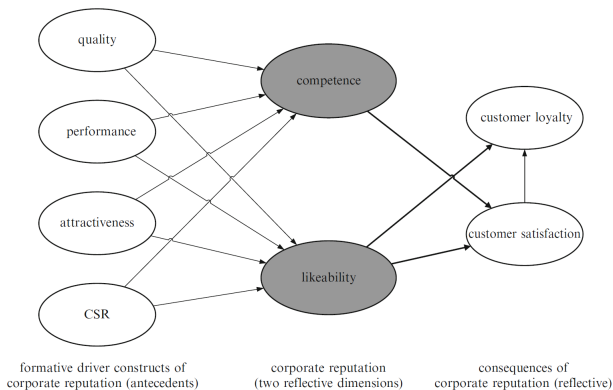 quality
performance
attractiveness
CSR
competence
likeability
customer loyalty
customer satisfaction
formative driver constructs of
corporate reputation (antecedents)
corporate reputation
(two reflective dimensions)
consequences of
corporate reputation (reflective)